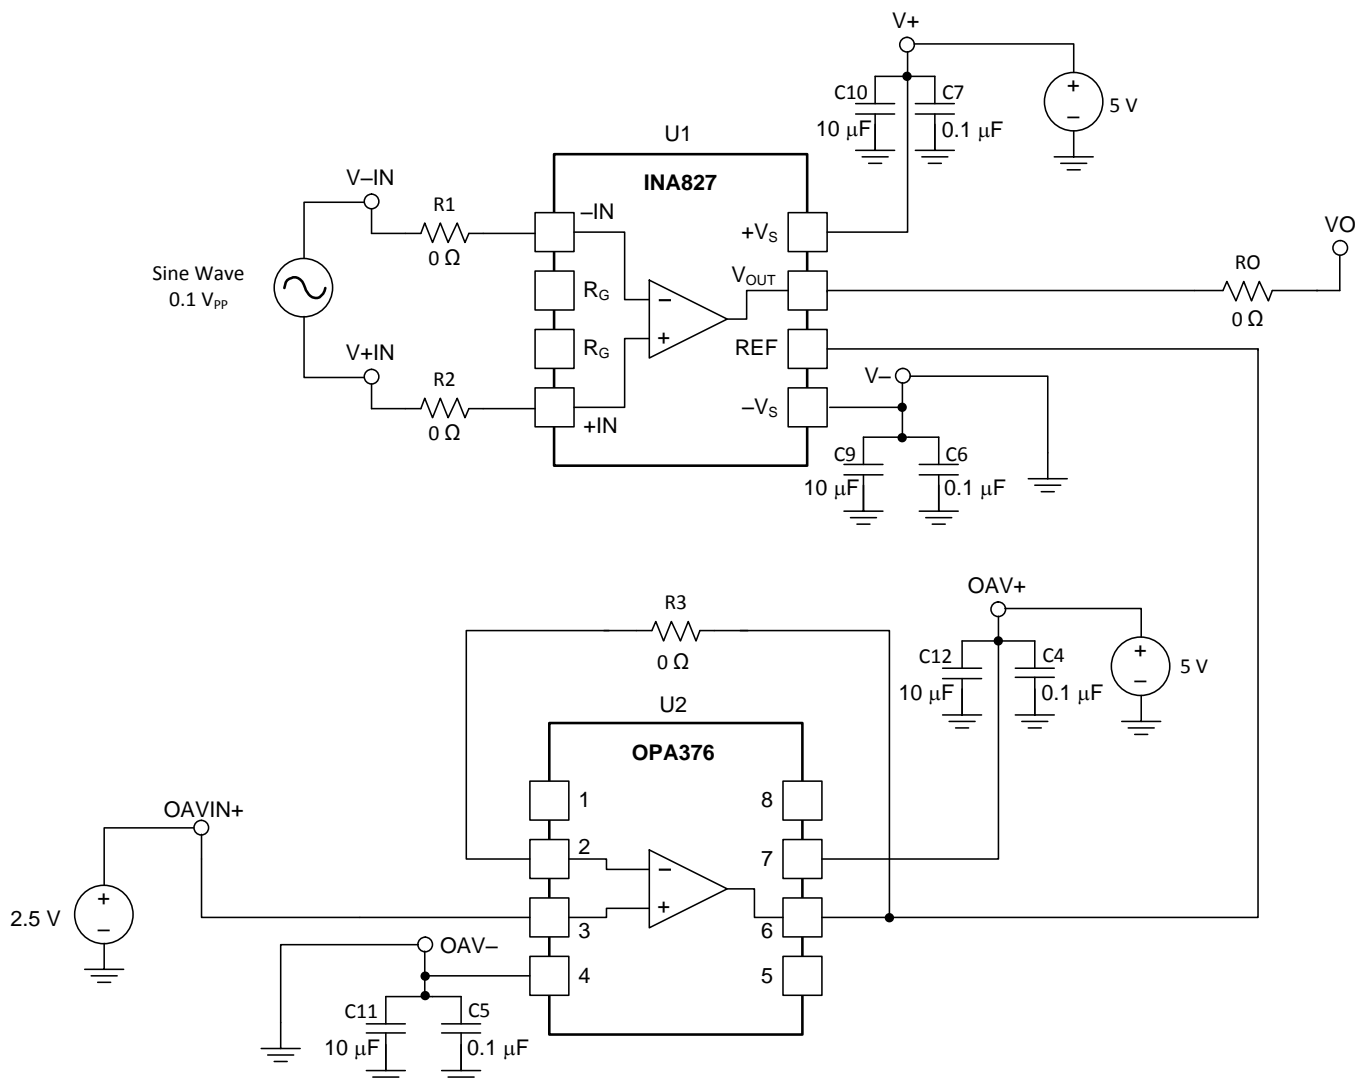 V+
C10
C7
10 μF
0.1 μF
5 V
U1
INA827
V–IN
R1
0 Ω
–IN
+VS
VOUT
VO
RO
0 Ω
Sine Wave
0.1 VPP
RG
RG
REF
V+IN
R2
0 Ω
+IN
V–
–VS
C9
C6
10 μF
0.1 μF
R3
0 Ω
OAV+
C12
C4
10 μF
0.1 μF
5 V
U2
OPA376
1
8
OAVIN+
2
7
2.5 V
3
6
OAV–
4
5
C11
C5
10 μF
0.1 μF